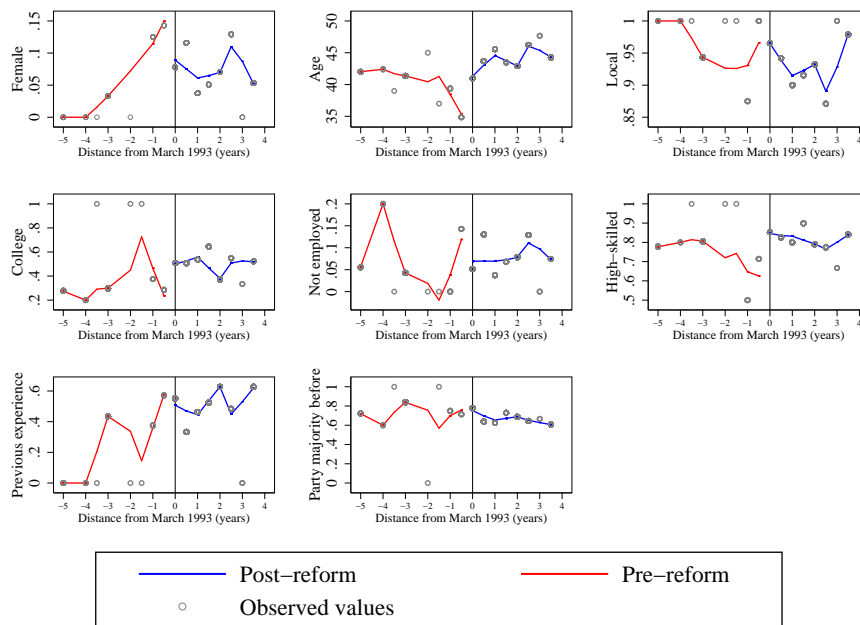 Female
0 .05 .1 .15
−5 −4 −3 −2 −1 0 1 2 3 4
Distance from March 1993 (years)
Age
35 40 45 50
−5 −4 −3 −2 −1 0 1 2 3 4
Distance from March 1993 (years)
Local
.85 .9 .95 1
−5 −4 −3 −2 −1 0 1 2 3 4
Distance from March 1993 (years)
College
.2 .4 .6 .8 1
−5 −4 −3 −2 −1 0 1 2 3 4
Distance from March 1993 (years)
Not employed
0 .05 .1 .15 .2
−5 −4 −3 −2 −1 0 1 2 3 4
Distance from March 1993 (years)
High−skilled
.5 .6 .7 .8 .9 1
−5 −4 −3 −2 −1 0 1 2 3 4
Distance from March 1993 (years)
Previous experience
0 .2 .4 .6
−5 −4 −3 −2 −1 0 1 2 3 4
Distance from March 1993 (years)
Party majority before
0 .2 .4 .6 .8 1
−5 −4 −3 −2 −1 0 1 2 3 4
Distance from March 1993 (years)
Post−reform Pre−reform
Observed values